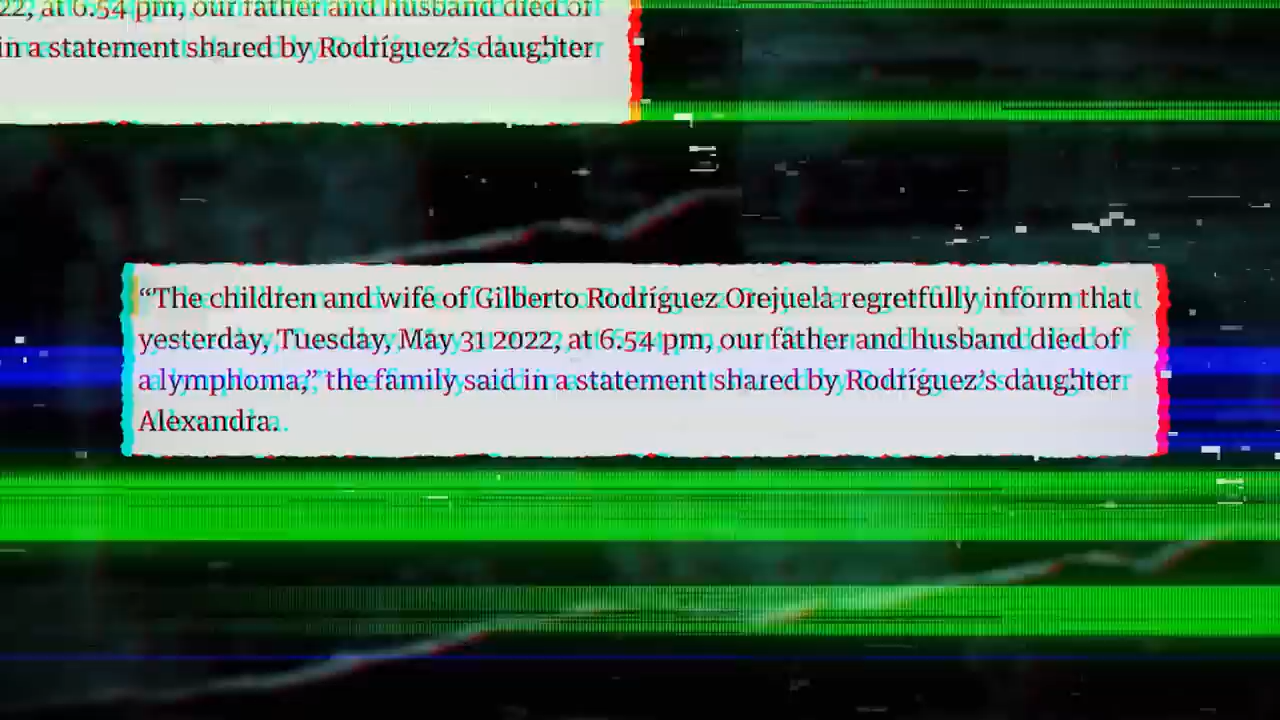 22, at 6.54 pm, our father and husband died of
in a statement shared by Rodríguez’s daughter
“The children and wife of Gilberto Rodríguez Orejuela regretfully inform that
yesterday, Tuesday, May 31 2022, at 6.54 pm, our father and husband died of
a lymphoma,” the family said in a statement shared by Rodríguez’s daughter
Alexandra.